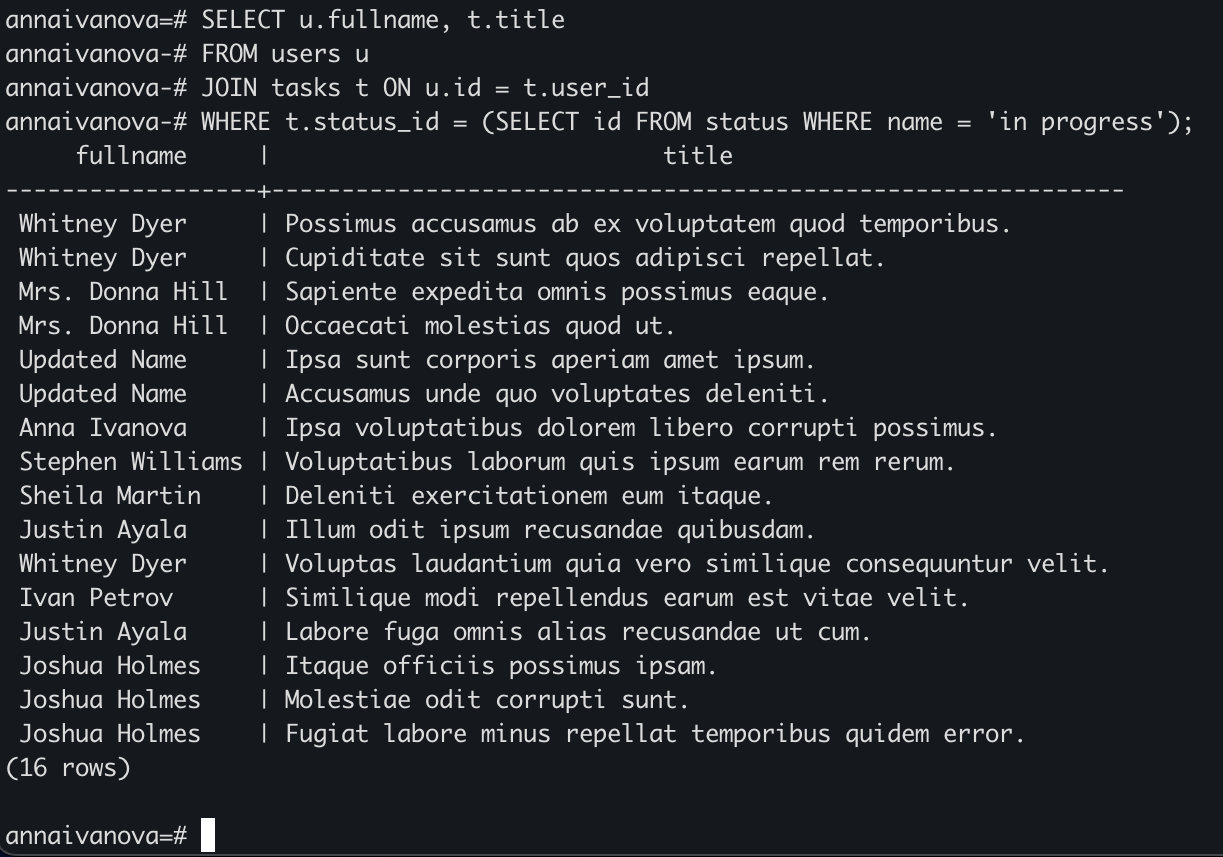 annaivanova=# SELECT u.fullname, t.title
annaivanova-# FROM users u
annaivanova-# JOIN tasks t ON u.id = t.user_id
annaivanova-# WHERE t.status_id = (SELECT id FROM status WHERE name = 'in progress');
     fullname     |                            title
------------------+-------------------------------------------------------------
 Whitney Dyer     | Possimus accusamus ab ex voluptatem quod temporibus.
 Whitney Dyer     | Cupiditate sit sunt quos adipisci repellat.
 Mrs. Donna Hill  | Sapiente expedita omnis possimus eaque.
 Mrs. Donna Hill  | Occaecati molestias quod ut.
 Updated Name     | Ipsa sunt corporis aperiam amet ipsum.
 Updated Name     | Accusamus unde quo voluptates deleniti.
 Anna Ivanova     | Ipsa voluptatibus dolorem libero corrupti possimus.
 Stephen Williams | Voluptatibus laborum quis ipsum earum rem rerum.
 Sheila Martin    | Deleniti exercitationem eum itaque.
 Justin Ayala     | Illum odit ipsum recusandae quibusdam.
 Whitney Dyer     | Voluptas laudantium quia vero similique consequuntur velit.
 Ivan Petrov      | Similique modi repellendus earum est vitae velit.
 Justin Ayala     | Labore fuga omnis alias recusandae ut cum.
 Joshua Holmes    | Itaque officiis possimus ipsam.
 Joshua Holmes    | Molestiae odit corrupti sunt.
 Joshua Holmes    | Fugiat labore minus repellat temporibus quidem error.
(16 rows)
annaivanova=#